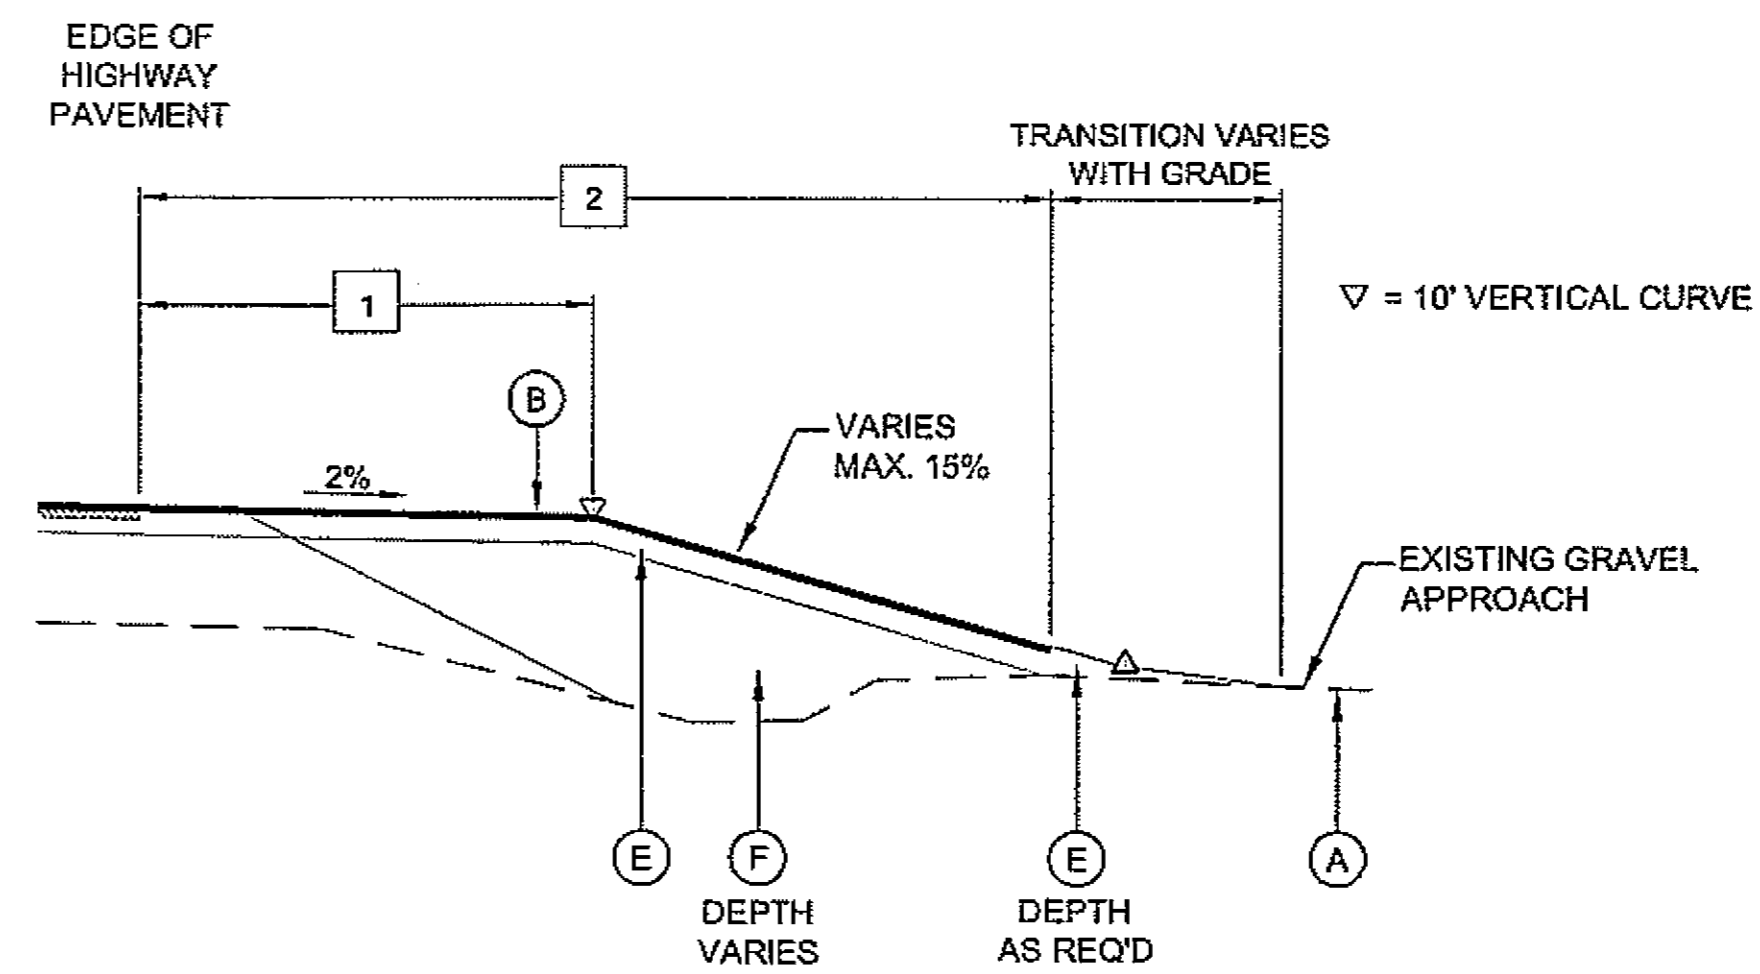 EDGE OF
HIGHWAY
PAVEMENT
TRANSITION VARIES
WITH GRADE
2
1
▽ = 10' VERTICAL CURVE
B
VARIES
MAX. 15%
2%
EXISTING GRAVEL
APPROACH
E
F
E
A
DEPTH
VARIES
DEPTH
AS REQ'D